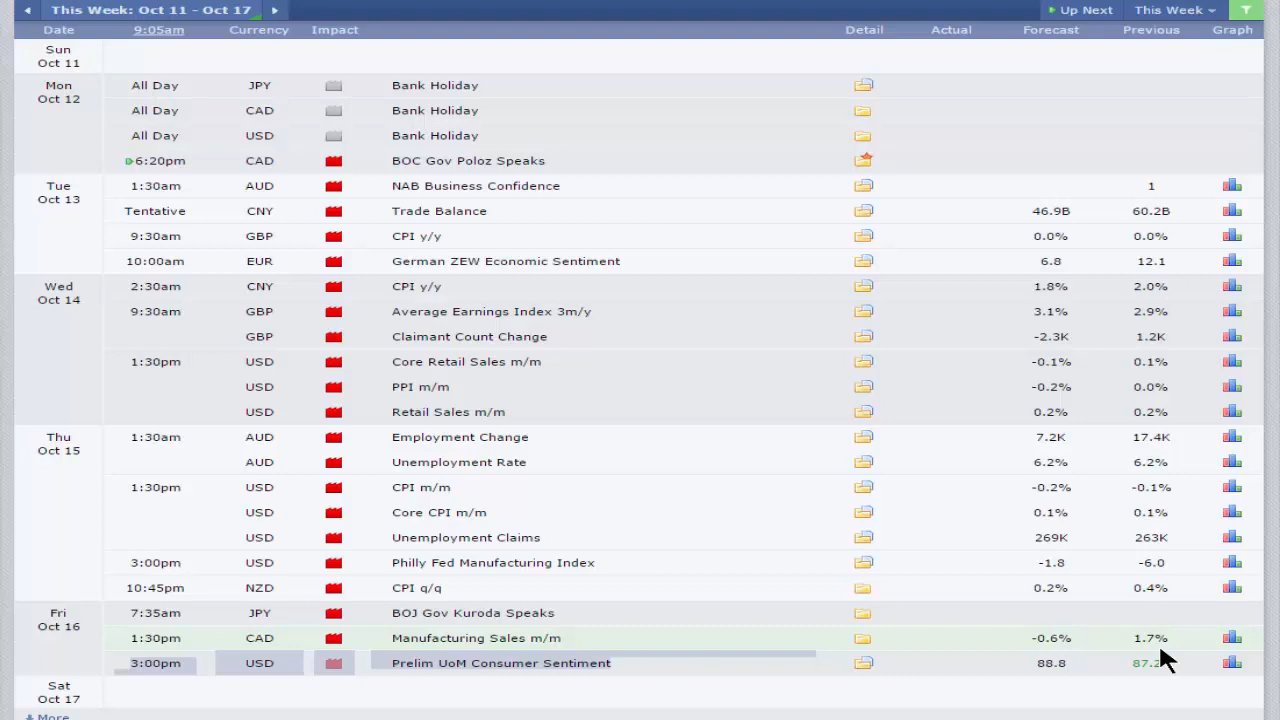 This Week: Oct 11 - Oct 17 Up Next This Week
Date 9:05am Currency Impact Detail Actual Forecast Previous Graph
Sun
Oct 11
Mon
Oct 12
All Day JPY Bank Holiday
All Day CAD Bank Holiday
All Day USD Bank Holiday
6:20pm CAD BOC Gov Poloz Speaks
Tue
Oct 13
1:30am AUD NAB Business Confidence 1
Tentative CNY Trade Balance 46.9B 60.2B
9:30am GBP CPI y/y 0.0% 0.0%
10:00am EUR German ZEW Economic Sentiment 6.8 12.1
Wed
Oct 14
2:30am CNY CPI y/y 1.8% 2.0%
9:30am GBP Average Earnings Index 3m/y 3.1% 2.9%
GBP Claimant Count Change -2.3K 1.2K
1:30pm USD Core Retail Sales m/m -0.1% 0.1%
USD PPI m/m -0.2% 0.0%
USD Retail Sales m/m 0.2% 0.2%
Thu
Oct 15
1:30am AUD Employment Change 7.2K 17.4K
AUD Unemployment Rate 6.2% 6.2%
1:30pm USD CPI m/m -0.2% -0.1%
USD Core CPI m/m 0.1% 0.1%
USD Unemployment Claims 269K 263K
3:00pm USD Philly Fed Manufacturing Index -1.8 -6.0
10:45pm NZD CPI q/q 0.2% 0.4%
Fri
Oct 16
7:35am JPY BOJ Gov Kuroda Speaks
1:30pm CAD Manufacturing Sales m/m -0.6% 1.7%
3:00pm USD Prelim UoM Consumer Sentiment 88.8 87.2
Sat
Oct 17
More